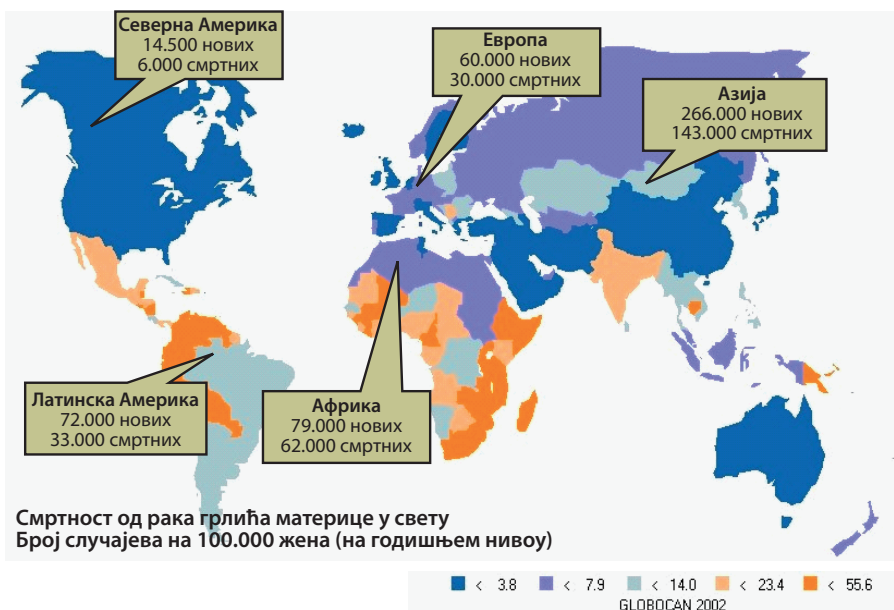 Северна Америка
14.500 нових
6.000 смртних
Европа
60.000 нових
30.000 смртних
Азија
266.000 нових
143.000 смртних
Латинска Америка
72.000 нових
33.000 смртних
Африка
79.000 нових
62.000 смртних
Смртност од рака грлића материце у свету
Број случајева на 100.000 жена (на годишњем нивоу)
< 3.8 < 7.9 < 14.0 < 23.4 < 55.6
GLOBOCAN 2002